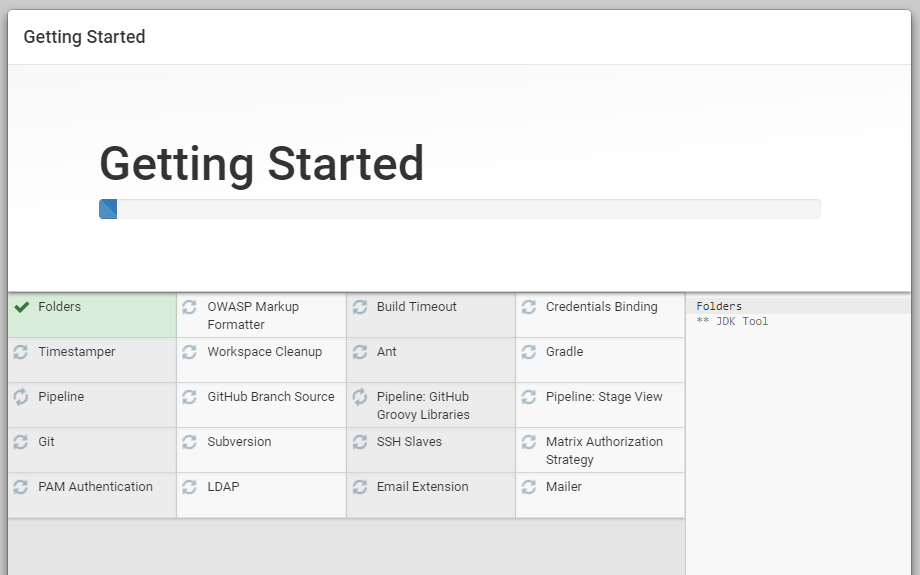 Getting Started
Getting Started
Folders
OWASP Markup
Formatter
Build Timeout
Credentials Binding
Timestamper
Workspace Cleanup
Ant
Gradle
Pipeline
GitHub Branch Source
Pipeline: GitHub
Groovy Libraries
Pipeline: Stage View
Git
Subversion
SSH Slaves
Matrix Authorization
Strategy
PAM Authentication
LDAP
Email Extension
Mailer
Folders
** JDK Tool